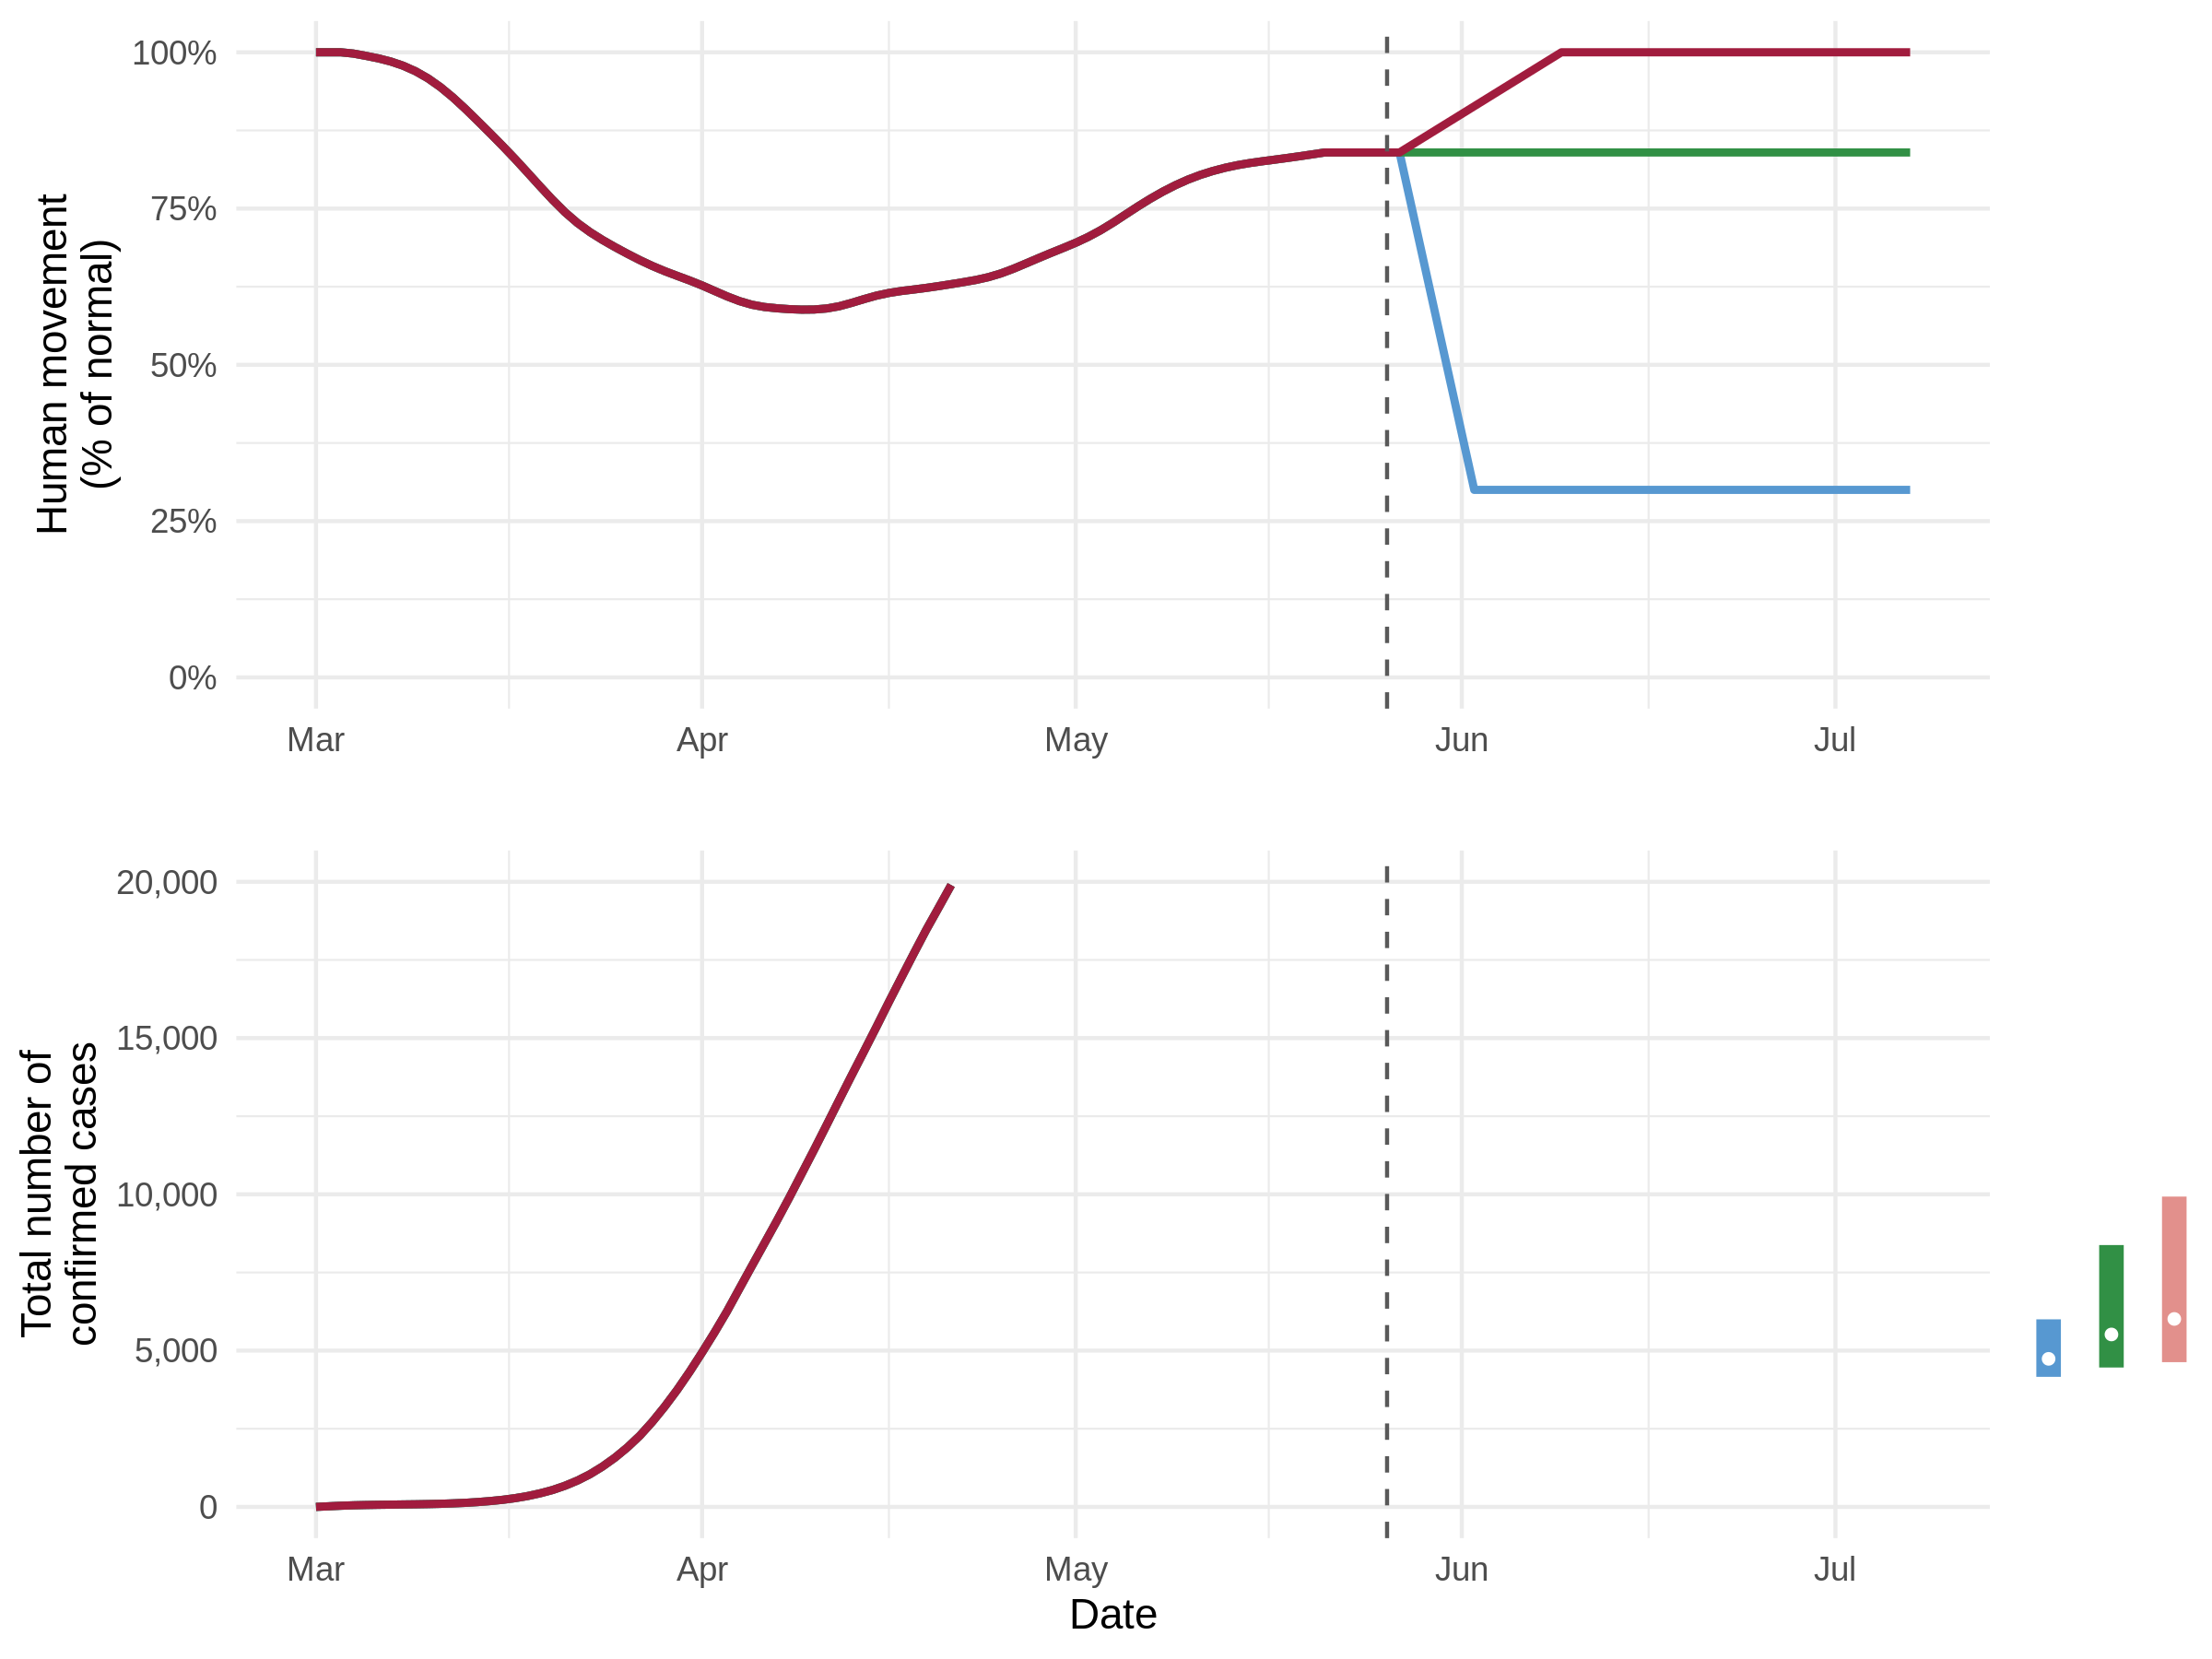 Human movement
(% of normal)
100%
75%
50%
25%
0%
Mar Apr May Jun Jul
Total number of
confirmed cases
20,000
15,000
10,000
5,000
0
Mar Apr May Jun Jul
Date